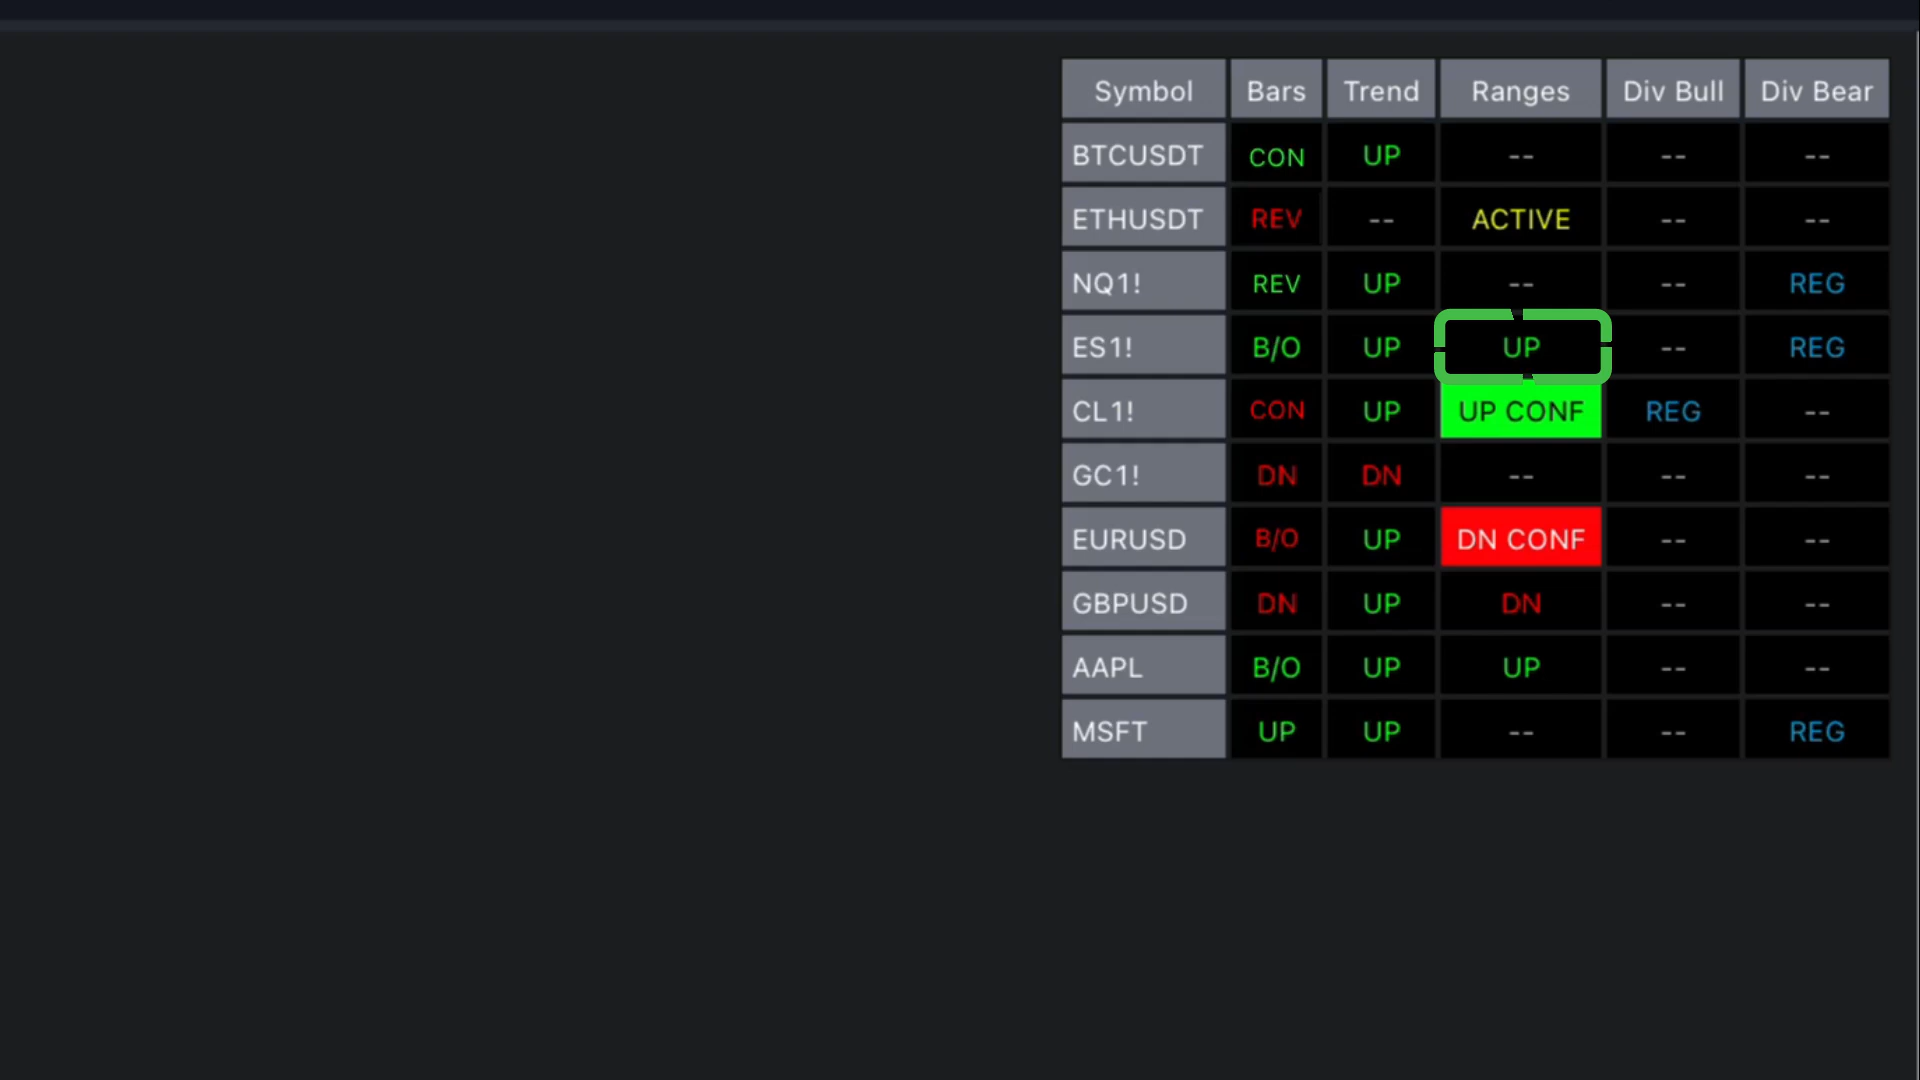 Symbol Bars Trend Ranges Div Bull Div Bear
BTCUSDT CON UP -- -- --
ETHUSDT REV -- ACTIVE -- --
NQ1! REV UP -- -- REG
ES1! B/O UP UP -- REG
CL1! CON UP UP CONF REG --
GC1! DN DN -- -- --
EURUSD B/O UP DN CONF -- --
GBPUSD DN UP DN -- --
AAPL B/O UP UP -- --
MSFT UP UP -- -- REG